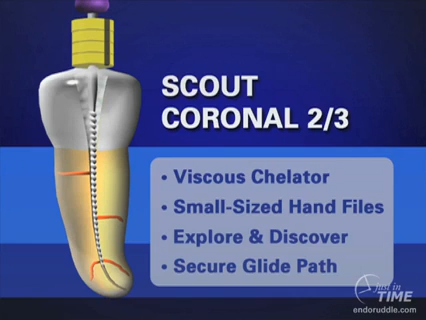 SCOUT
CORONAL 2/3
• Viscous Chelator
• Small-Sized Hand Files
• Explore & Discover
• Secure Glide Path
Just in
TIME
endoruddle.com